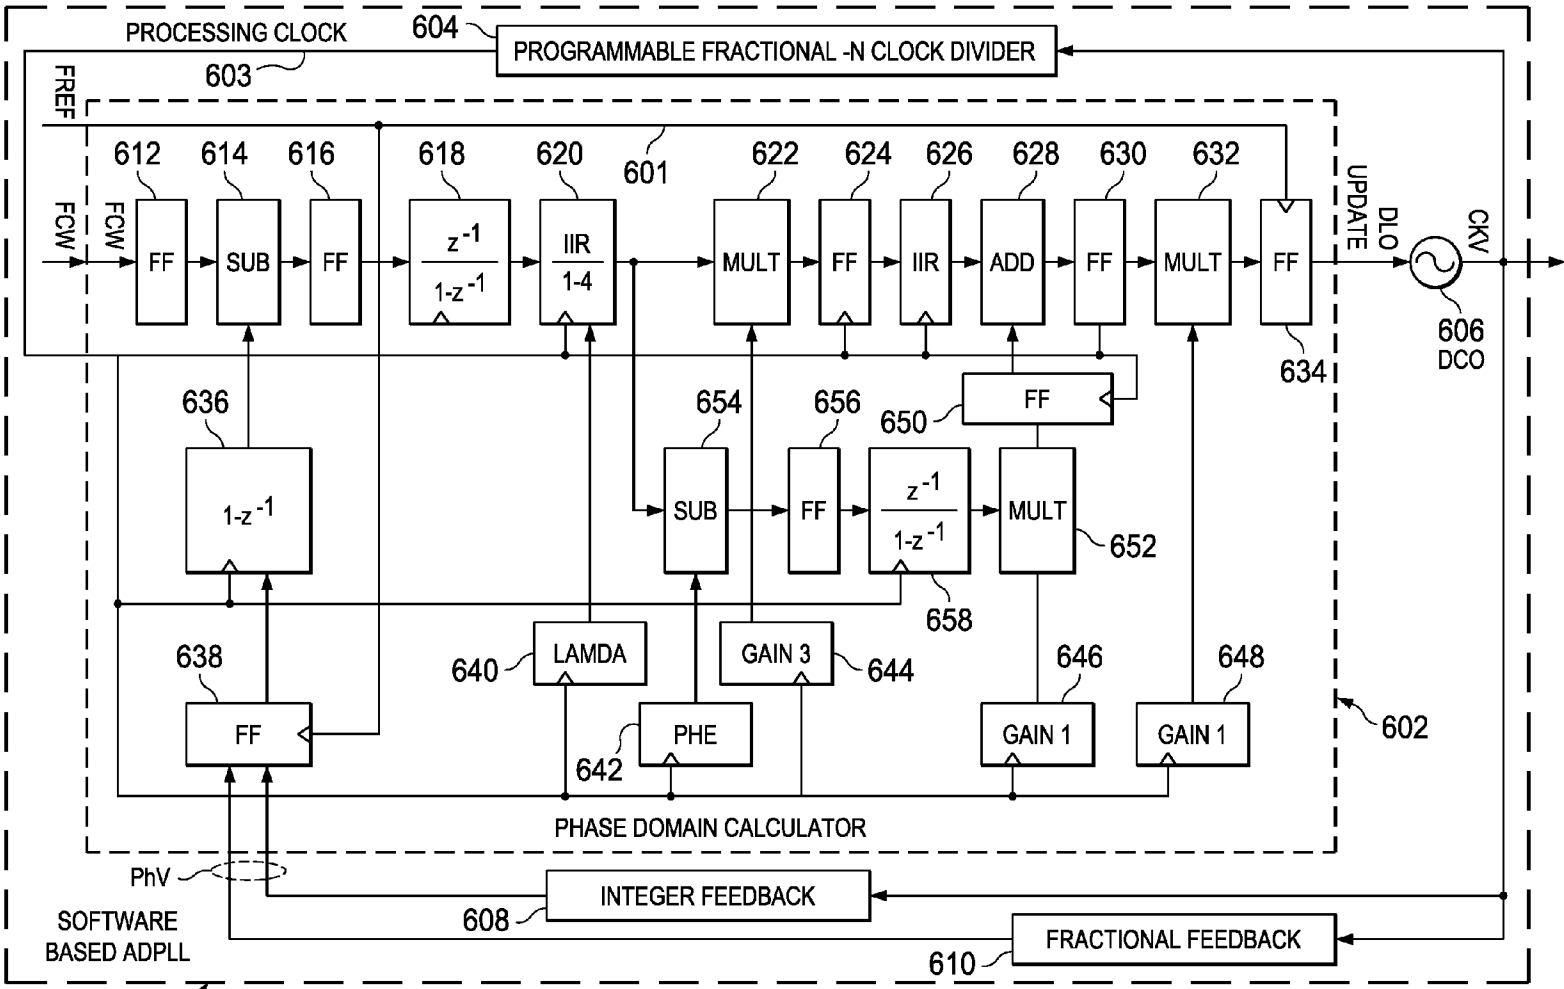 PROCESSING CLOCK
604
PROGRAMMABLE FRACTIONAL -N CLOCK DIVIDER
603
FREF
601
612
614
616
618
620
622
624
626
628
630
632
FCW
FCW
FF
SUB
FF
z-1
1-z-1
IIR
1-4
MULT
FF
IIR
ADD
FF
MULT
FF
UPDATE
DLO
CKV
606
DCO
634
636
1-z-1
654
SUB
656
FF
z-1
1-z-1
658
650
FF
MULT
652
638
FF
640
LAMDA
GAIN 3
644
642
PHE
646
GAIN 1
648
GAIN 1
602
PHASE DOMAIN CALCULATOR
PhV
INTEGER FEEDBACK
608
FRACTIONAL FEEDBACK
610
SOFTWARE
BASED ADPLL